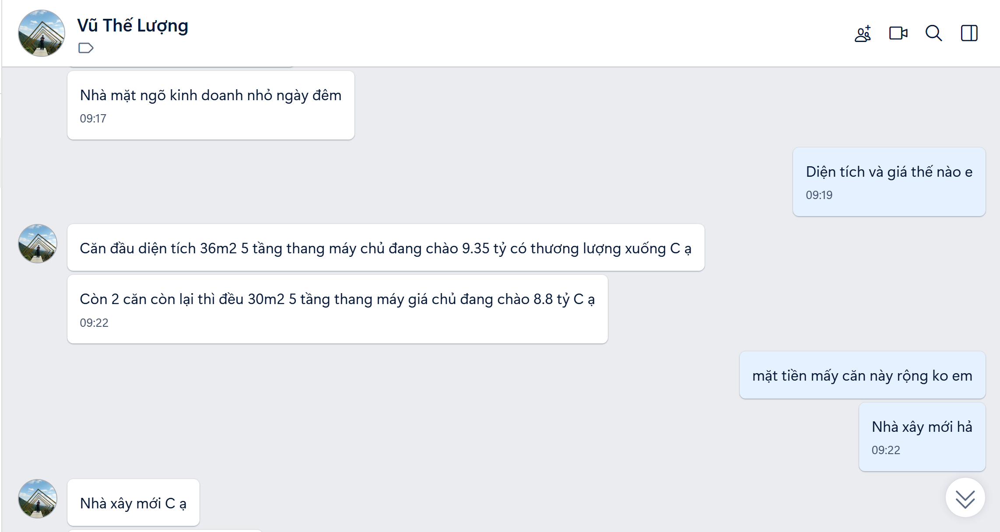 Vũ Thế Lượng
Nhà mặt ngõ kinh doanh nhỏ ngày đêm
09:17
Diện tích và giá thế nào e
09:19
Căn đầu diện tích 36m2 5 tầng thang máy chủ đang chào 9.35 tỷ có thương lượng xuống C ạ
Còn 2 căn còn lại thì đều 30m2 5 tầng thang máy giá chủ đang chào 8.8 tỷ C ạ
09:22
mặt tiền mấy căn này rộng ko em
Nhà xây mới hả
09:22
Nhà xây mới C ạ